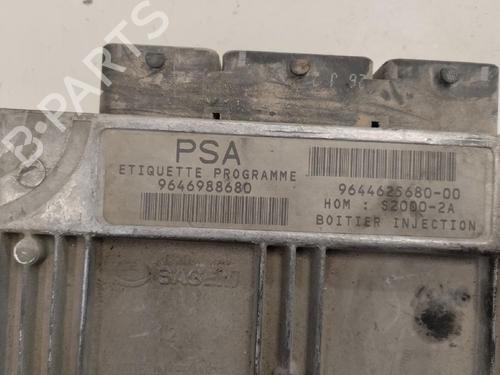 B-PARTS
PSA
ETIQUETTE PROGRAMME
9646988680
9644625680-00
HOM : S2000-2A
BOITIER INJECTION
SAGEM